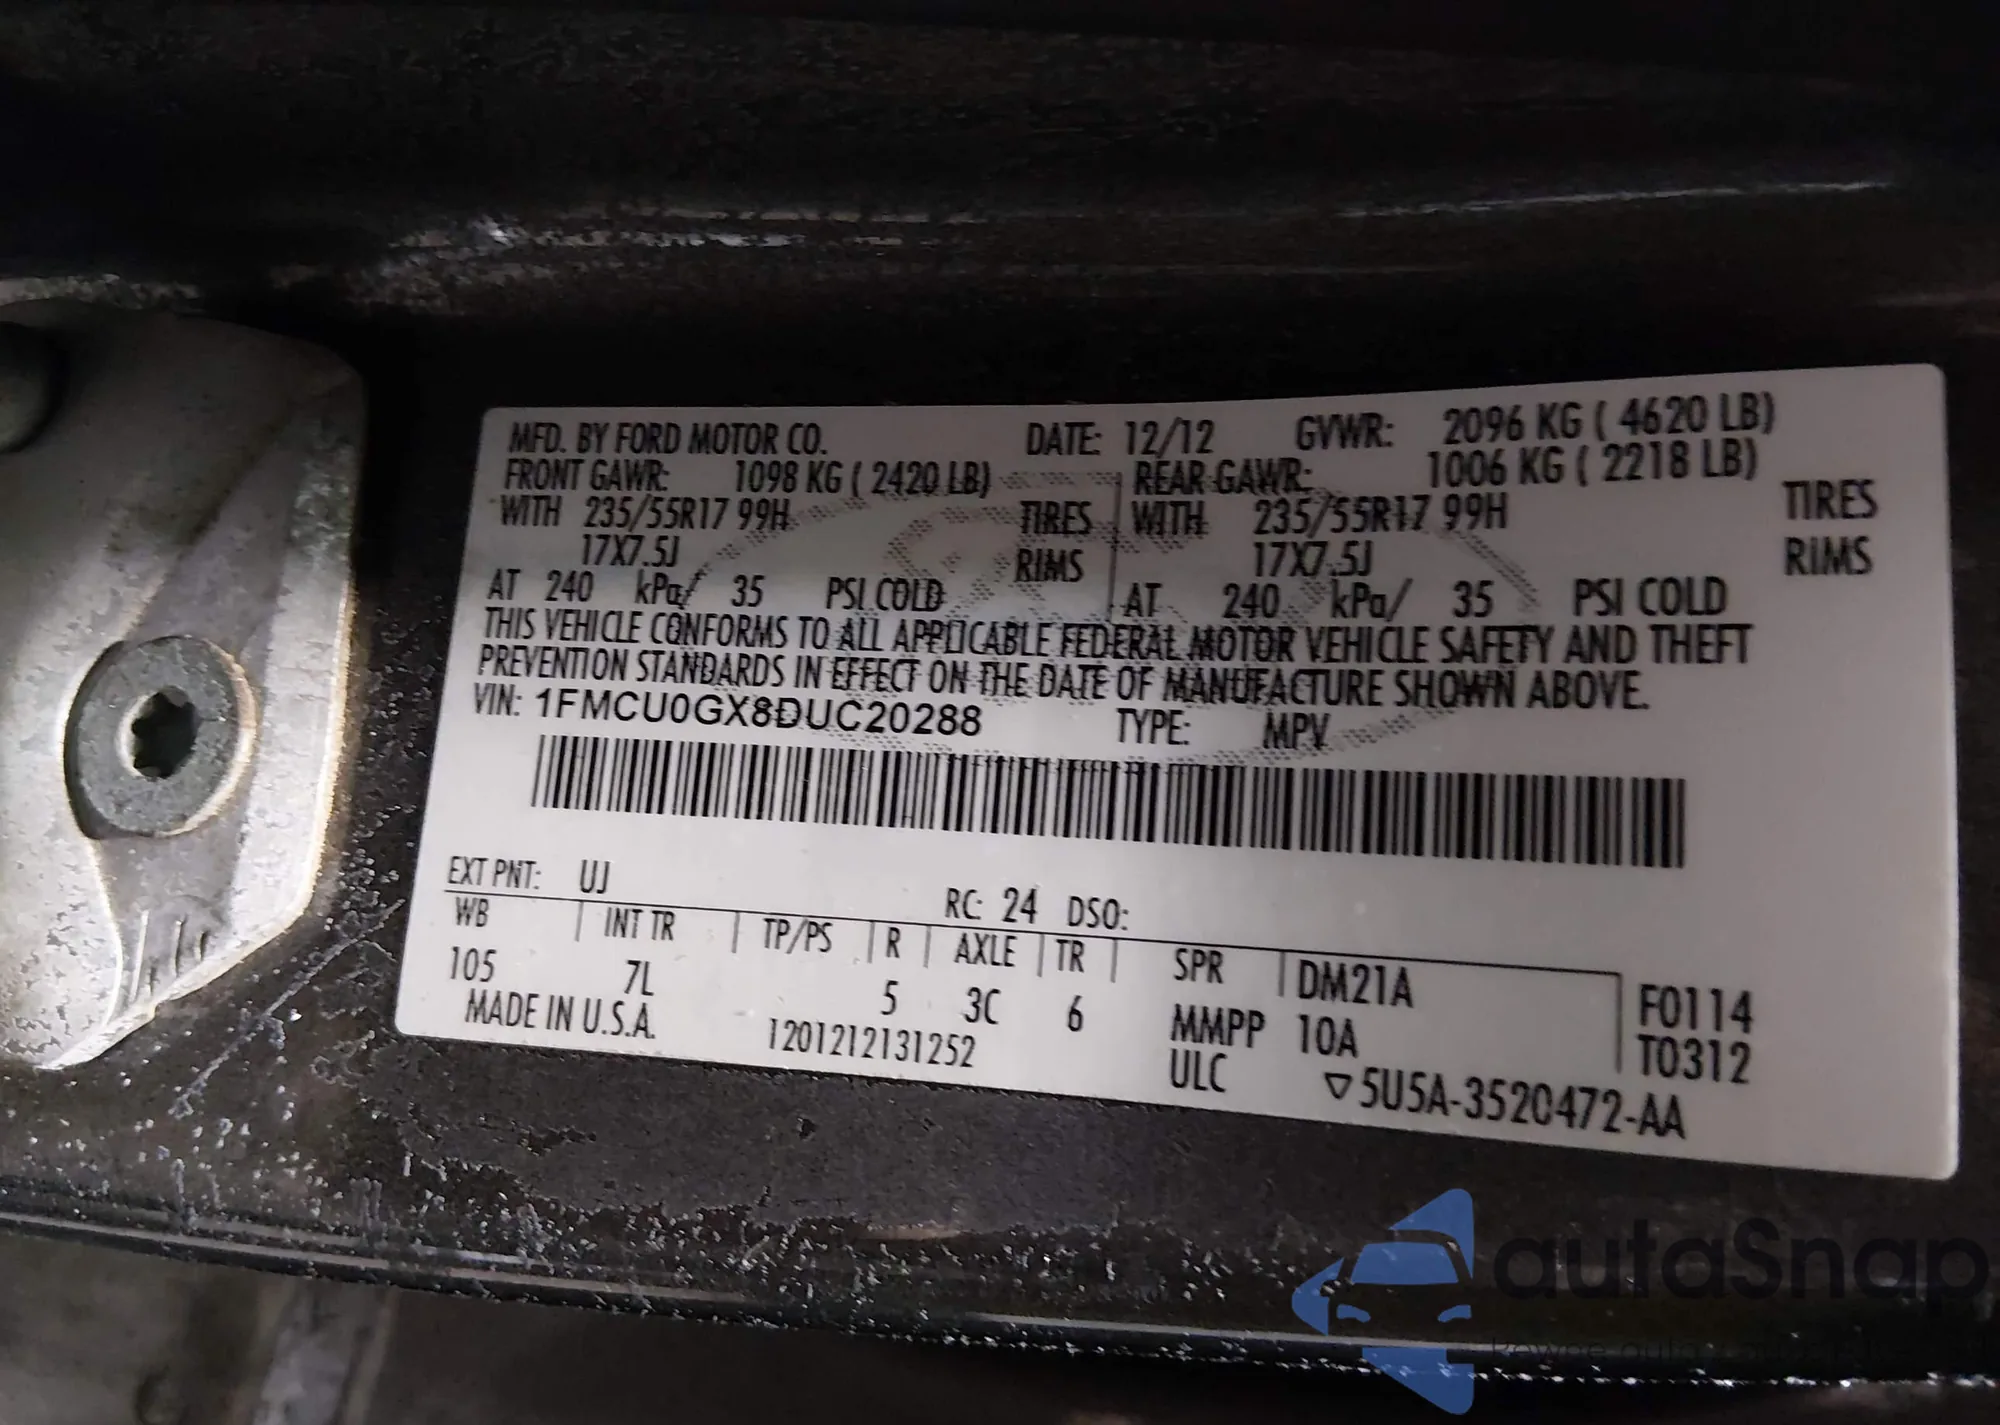 MFD. BY FORD MOTOR CO. DATE: 12/12 GVWR: 2096 KG ( 4620 LB)
FRONT GAWR: 1098 KG ( 2420 LB) REAR GAWR: 1006 KG ( 2218 LB)
WITH 235/55R17 99H TIRES WITH 235/55R17 99H TIRES
17X7.5J RIMS 17X7.5J RIMS
AT 240 kPa/ 35 PSI COLD AT 240 kPa/ 35 PSI COLD
THIS VEHICLE CONFORMS TO ALL APPLICABLE FEDERAL MOTOR VEHICLE SAFETY AND THEFT
PREVENTION STANDARDS IN EFFECT ON THE DATE OF MANUFACTURE SHOWN ABOVE.
VIN: 1FMCU0GX8DUC20288 TYPE: MPV
EXT PNT: UJ RC: 24 DSO:
WB INT TR TP/PS R AXLE TR SPR DM21A F0114
105 7L 5 3C 6 MMPP 10A T0312
MADE IN U.S.A. 1201212131252 ULC ▽5U5A-3520472-AA
autaSnap